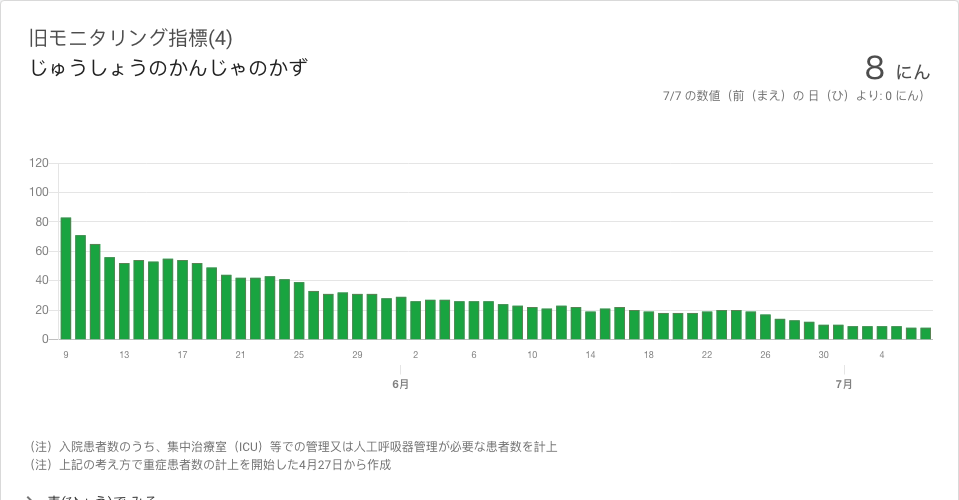 旧モニタリング指標(4)
じゅうしょうのかんじゃのかず
8 にん
7/7 の数値（前（まえ）の 日（ひ）より: 0 にん）
120
100
80
60
40
20
0
9 13 17 21 25 29 2 6 10 14 18 22 26 30 4
6月 7月
（注）入院患者数のうち、集中治療室（ICU）等での管理又は人工呼吸器管理が必要な患者数を計上
（注）上記の考え方で重症患者数の計上を開始した4月27日から作成